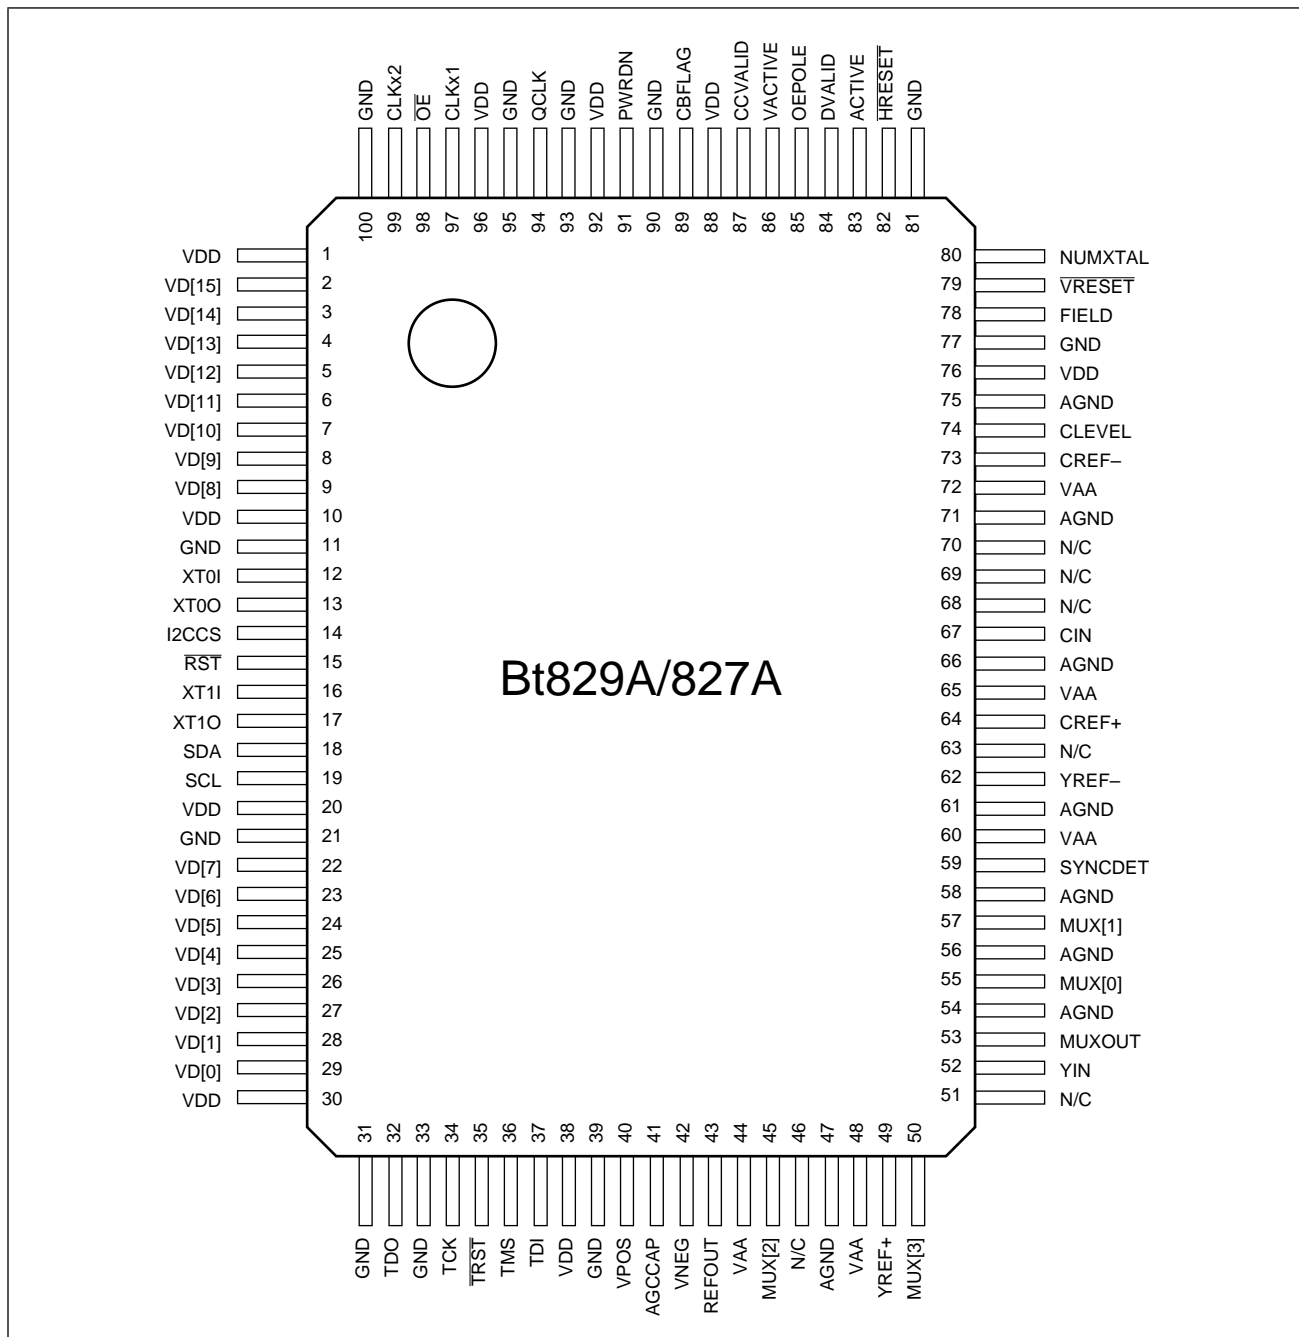 GND CLKx2 OE CLKx1 VDD GND QCLK GND VDD PWRDN GND CBFLAG VDD CCVALID VACTIVE OEPOLE DVALID ACTIVE HRESET GND
100 99 98 97 96 95 94 93 92 91 90 89 88 87 86 85 84 83 82 81
VDD 1 80 NUMXTAL
VD[15] 2 79 VRESET
VD[14] 3 78 FIELD
VD[13] 4 77 GND
VD[12] 5 76 VDD
VD[11] 6 75 AGND
VD[10] 7 74 CLEVEL
VD[9] 8 73 CREF–
VD[8] 9 72 VAA
VDD 10 71 AGND
GND 11 70 N/C
XT0I 12 69 N/C
XT0O 13 68 N/C
I2CCS 14 67 CIN
RST 15 66 AGND
Bt829A/827A
XT1I 16 65 VAA
XT1O 17 64 CREF+
SDA 18 63 N/C
SCL 19 62 YREF–
VDD 20 61 AGND
GND 21 60 VAA
VD[7] 22 59 SYNCDET
VD[6] 23 58 AGND
VD[5] 24 57 MUX[1]
VD[4] 25 56 AGND
VD[3] 26 55 MUX[0]
VD[2] 27 54 AGND
VD[1] 28 53 MUXOUT
VD[0] 29 52 YIN
VDD 30 51 N/C
31 32 33 34 35 36 37 38 39 40 41 42 43 44 45 46 47 48 49 50
GND TDO GND TCK TRST TMS TDI VDD GND VPOS AGCCAP VNEG REFOUT VAA MUX[2] N/C AGND VAA YREF+ MUX[3]